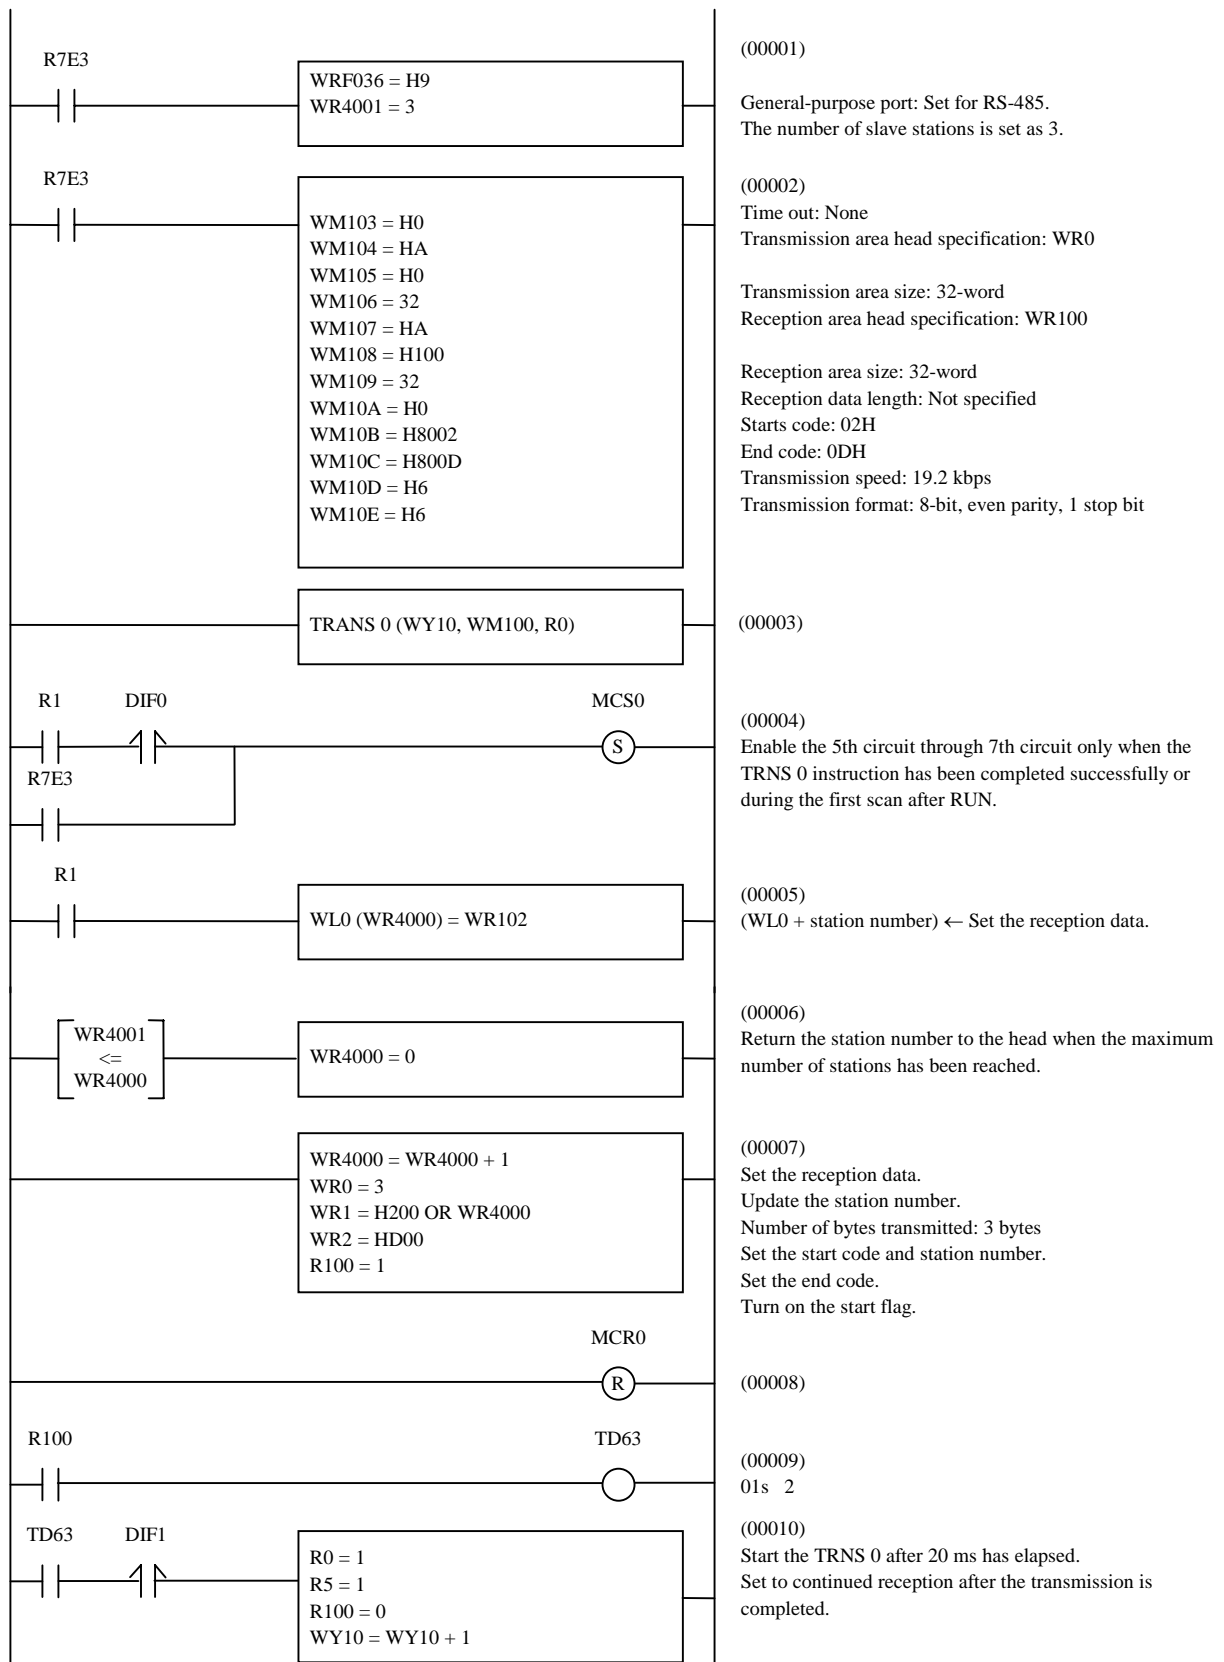 (00001)
R7E3
WRF036 = H9
WR4001 = 3
General-purpose port: Set for RS-485.
The number of slave stations is set as 3.
R7E3
WM103 = H0
WM104 = HA
WM105 = H0
WM106 = 32
WM107 = HA
WM108 = H100
WM109 = 32
WM10A = H0
WM10B = H8002
WM10C = H800D
WM10D = H6
WM10E = H6
(00002)
Time out: None
Transmission area head specification: WR0
Transmission area size: 32-word
Reception area head specification: WR100
Reception area size: 32-word
Reception data length: Not specified
Starts code: 02H
End code: 0DH
Transmission speed: 19.2 kbps
Transmission format: 8-bit, even parity, 1 stop bit
TRANS 0 (WY10, WM100, R0)
(00003)
R1 DIF0 MCS0
S
R7E3
(00004)
Enable the 5th circuit through 7th circuit only when the
TRNS 0 instruction has been completed successfully or
during the first scan after RUN.
R1
WL0 (WR4000) = WR102
(00005)
(WL0 + station number) ← Set the reception data.
WR4001
<=
WR4000
WR4000 = 0
(00006)
Return the station number to the head when the maximum
number of stations has been reached.
WR4000 = WR4000 + 1
WR0 = 3
WR1 = H200 OR WR4000
WR2 = HD00
R100 = 1
(00007)
Set the reception data.
Update the station number.
Number of bytes transmitted: 3 bytes
Set the start code and station number.
Set the end code.
Turn on the start flag.
MCR0
R
(00008)
R100 TD63
(00009)
01s 2
TD63 DIF1
R0 = 1
R5 = 1
R100 = 0
WY10 = WY10 + 1
(00010)
Start the TRNS 0 after 20 ms has elapsed.
Set to continued reception after the transmission is
completed.